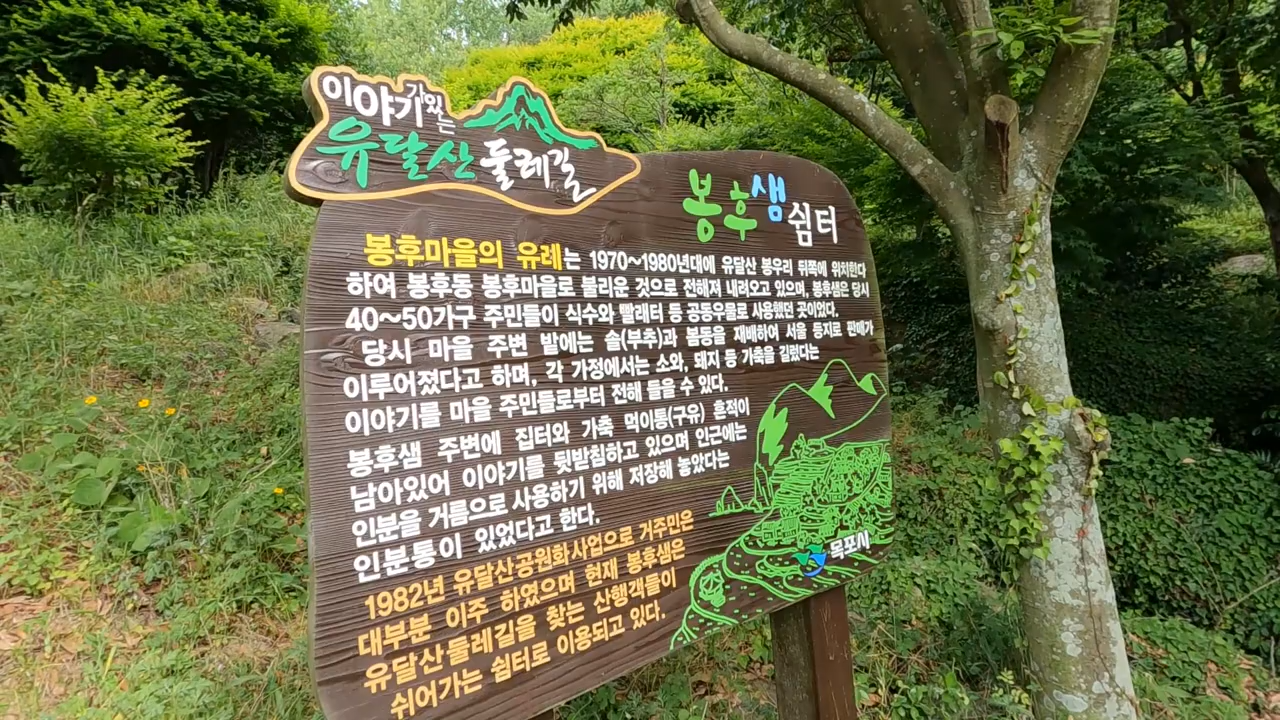 이야기가 있는
유달산 둘레길
봉후샘 쉼터
봉후마을의 유례는 1970~1980년대에 유달산 봉우리 뒤쪽에 위치한다
하여 봉후동 봉후마을로 불리운 것으로 전해져 내려오고 있으며, 봉후샘은 당시
40~50가구 주민들이 식수와 빨래터 등 공동우물로 사용했던 곳이었다.
당시 마을 주변 밭에는 솔(부추)과 봄동을 재배하여 서울 등지로 판매가
이루어졌다고 하며, 각 가정에서는 소와, 돼지 등 가축을 길렀다는
이야기를 마을 주민들로부터 전해 들을 수 있다.
봉후샘 주변에 집터와 가축 먹이통(구유) 흔적이
남아있어 이야기를 뒷받침하고 있으며 인근에는
인분을 거름으로 사용하기 위해 저장해 놓았다는
인분통이 있었다고 한다.
1982년 유달산공원화사업으로 거주민은
대부분 이주 하였으며 현재 봉후샘은
유달산둘레길을 찾는 산행객들이
쉬어가는 쉼터로 이용되고 있다.
목포시